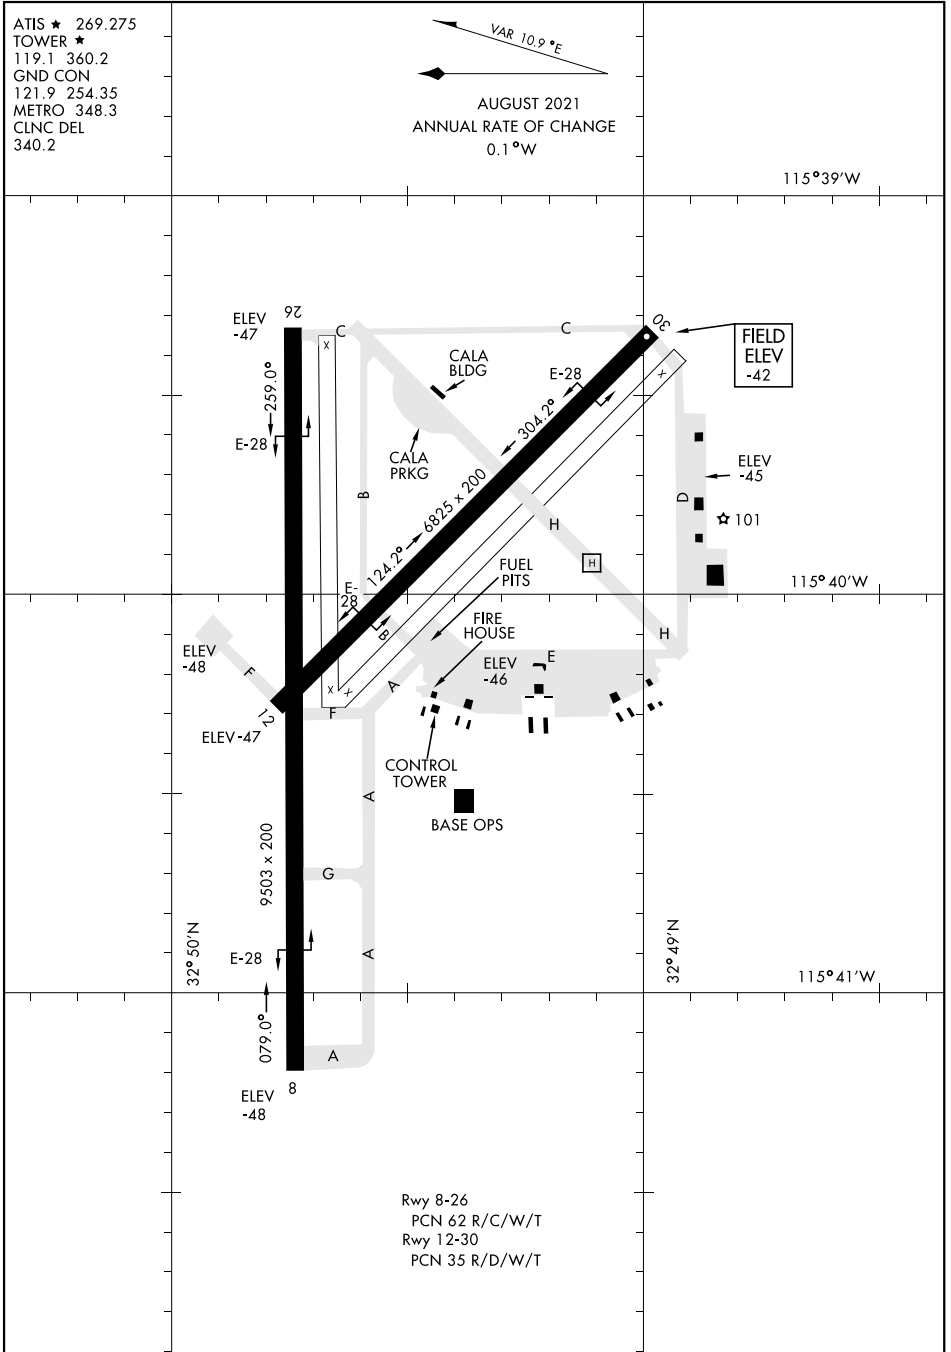 ATIS ★ 269.275
TOWER ★
119.1 360.2
GND CON
121.9 254.35
METRO 348.3
CLNC DEL
340.2
VAR 10.9 °E
AUGUST 2021
ANNUAL RATE OF CHANGE
0.1°W
115°39'W
26
ELEV
-47
C
C
30
FIELD
ELEV
-42
x
CALA
BLDG
E-28
x
259.0°
304.2°
E-28
CALA
PRKG
ELEV
-45
B
6825 x 200
D
101
H
124.2°
FUEL
PITS
H
115°40'W
E-
28
FIRE
HOUSE
B
H
ELEV
-48
F
ELEV
-46
E
A
x
x
12
F
ELEV-47
CONTROL
TOWER
A
BASE OPS
9503 x 200
G
32°50'N
32°49'N
E-28
A
115°41'W
079.0°
A
8
ELEV
-48
Rwy 8-26
PCN 62 R/C/W/T
Rwy 12-30
PCN 35 R/D/W/T